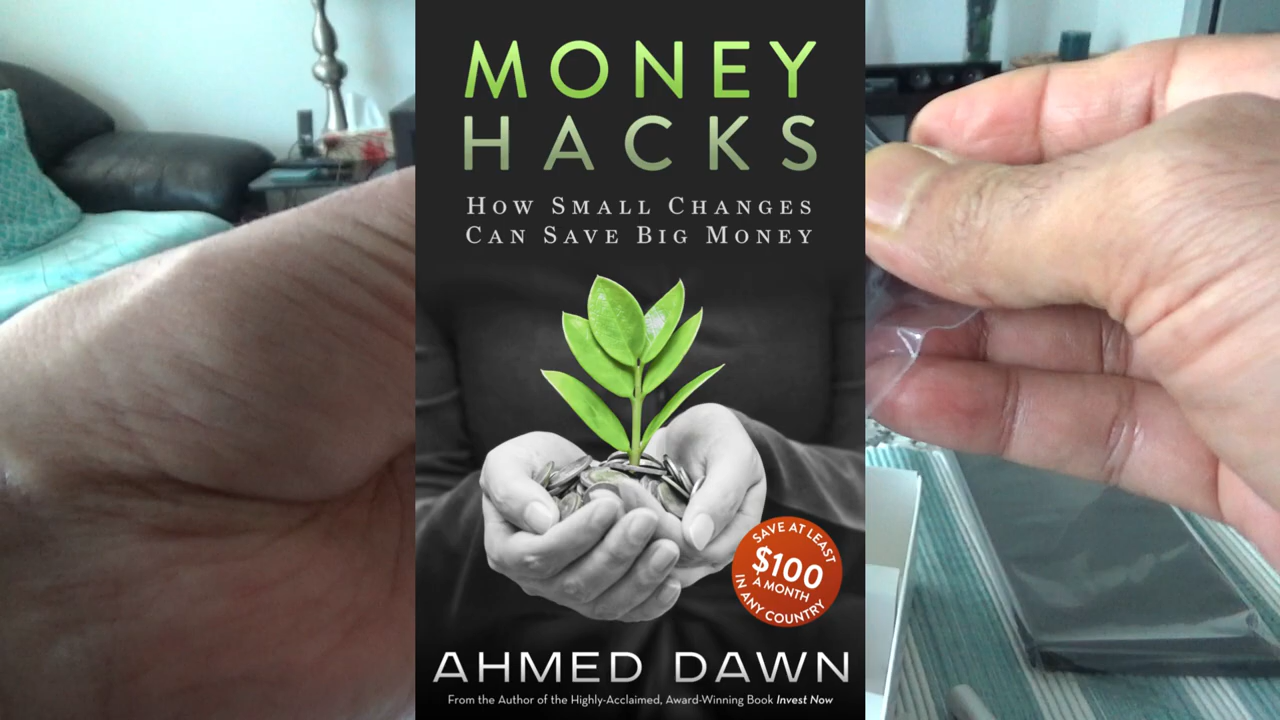 MONEY
HACKS
How Small Changes
Can Save Big Money
SAVE AT LEAST
$100
A MONTH
IN ANY COUNTRY
AHMED DAWN
From the Author of the Highly-Acclaimed, Award-Winning Book Invest Now